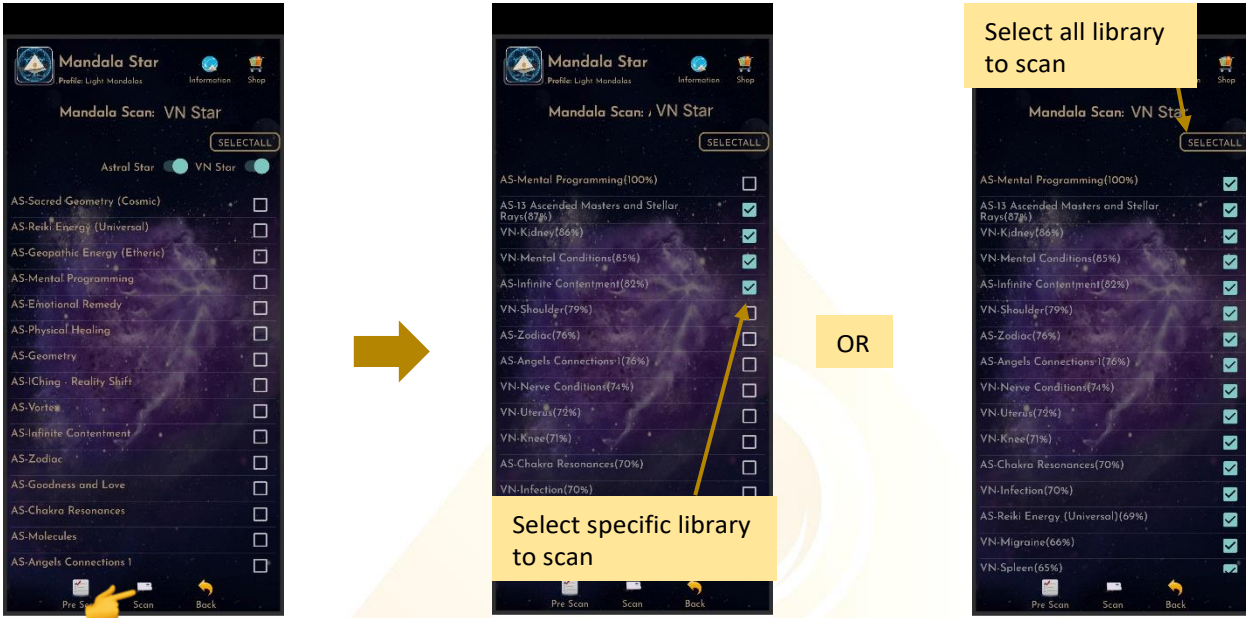 Mandala Star
Profile: Light Mandalas
Information
Shop
Mandala Scan: VN Star
SELECTALL
Astral Star
VN Star
AS-Sacred Geometry (Cosmic)
AS-Reiki Energy (Universal)
AS-Geopathic Energy (Etheric)
AS-Mental Programming
AS-Emotional Remedy
AS-Physical Healing
AS-Geometry
AS-IChing - Reality Shift
AS-Vortex
AS-Infinite Contentment
AS-Zodiac
AS-Goodness and Love
AS-Chakra Resonances
AS-Molecules
AS-Angels Connections 1
Pre
Scan
Back
Mandala Star
Profile: Light Mandalas
Information
Shop
Mandala Scan: VN Star
SELECTALL
AS-Mental Programming(100%)
AS-13 Ascended Masters and Stellar
Rays(87%)
VN-Kidney(86%)
VN-Mental Conditions(85%)
AS-Infinite Contentment(82%)
VN-Shoulder(79%)
AS-Zodiac(76%)
AS-Angels Connections 1(76%)
VN-Nerve Conditions(74%)
VN-Uterus(72%)
VN-Knee(71%)
AS-Chakra Resonances(70%)
VN-Infection(70%)
Select specific library
to scan
Pre Scan
Scan
Back
OR
Select all library
to scan
Shop
Mandala Scan: VN Star
SELECTALL
AS-Mental Programming(100%)
AS-13 Ascended Masters and Stellar
Rays(87%)
VN-Kidney(86%)
VN-Mental Conditions(85%)
AS-Infinite Contentment(82%)
VN-Shoulder(79%)
AS-Zodiac(76%)
AS-Angels Connections 1(76%)
VN-Nerve Conditions(74%)
VN-Uterus(72%)
VN-Knee(71%)
AS-Chakra Resonances(70%)
VN-Infection(70%)
AS-Reiki Energy (Universal)(69%)
VN-Migraine(66%)
VN-Spleen(65%)
Pre Scan
Scan
Back